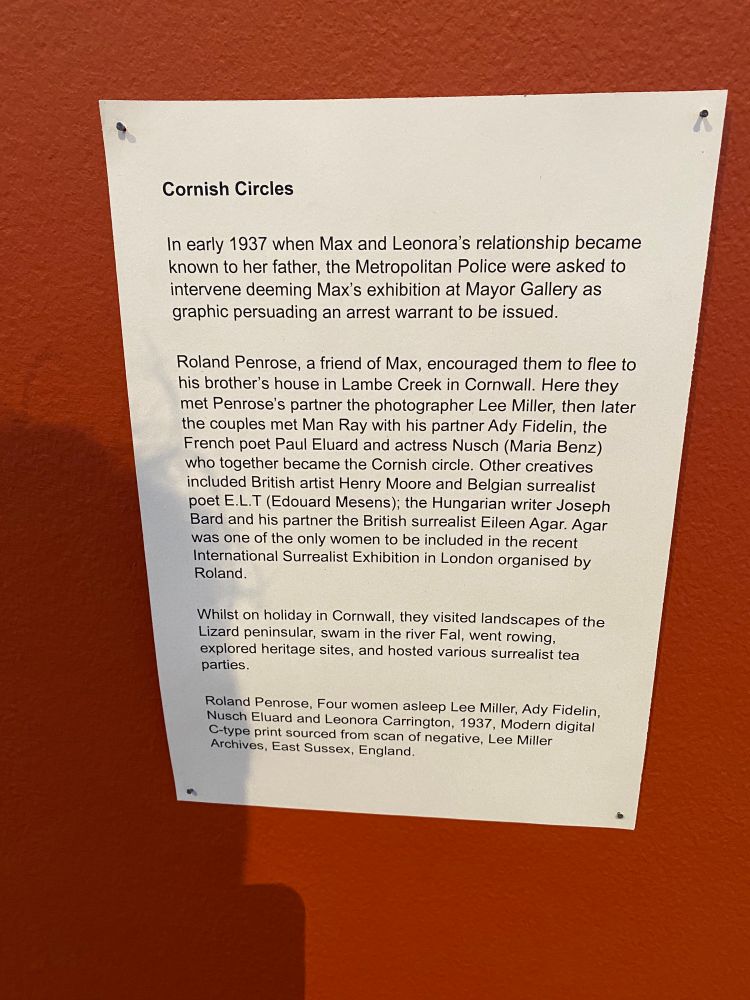 Cornish Circles
In early 1937 when Max and Leonora's relationship became
known to her father, the Metropolitan Police were asked to
intervene deeming Max's exhibition at Mayor Gallery as
graphic persuading an arrest warrant to be issued.
Roland Penrose, a friend of Max, encouraged them to flee to
his brother's house in Lambe Creek in Cornwall. Here they
met Penrose's partner the photographer Lee Miller, then later
the couples met Man Ray with his partner Ady Fidelin, the
French poet Paul Eluard and actress Nusch (Maria Benz)
who together became the Cornish circle. Other creatives
included British artist Henry Moore and Belgian surrealist
poet E.L.T (Edouard Mesens); the Hungarian writer Joseph
Bard and his partner the British surrealist Eileen Agar. Agar
was one of the only women to be included in the recent
International Surrealist Exhibition in London organised by
Roland.
Whilst on holiday in Cornwall, they visited landscapes of the
Lizard peninsular, swam in the river Fal, went rowing,
explored heritage sites, and hosted various surrealist tea
parties.
Roland Penrose, Four women asleep Lee Miller, Ady Fidelin,
Nusch Eluard and Leonora Carrington, 1937, Modern digital
C-type print sourced from scan of negative, Lee Miller
Archives, East Sussex, England.